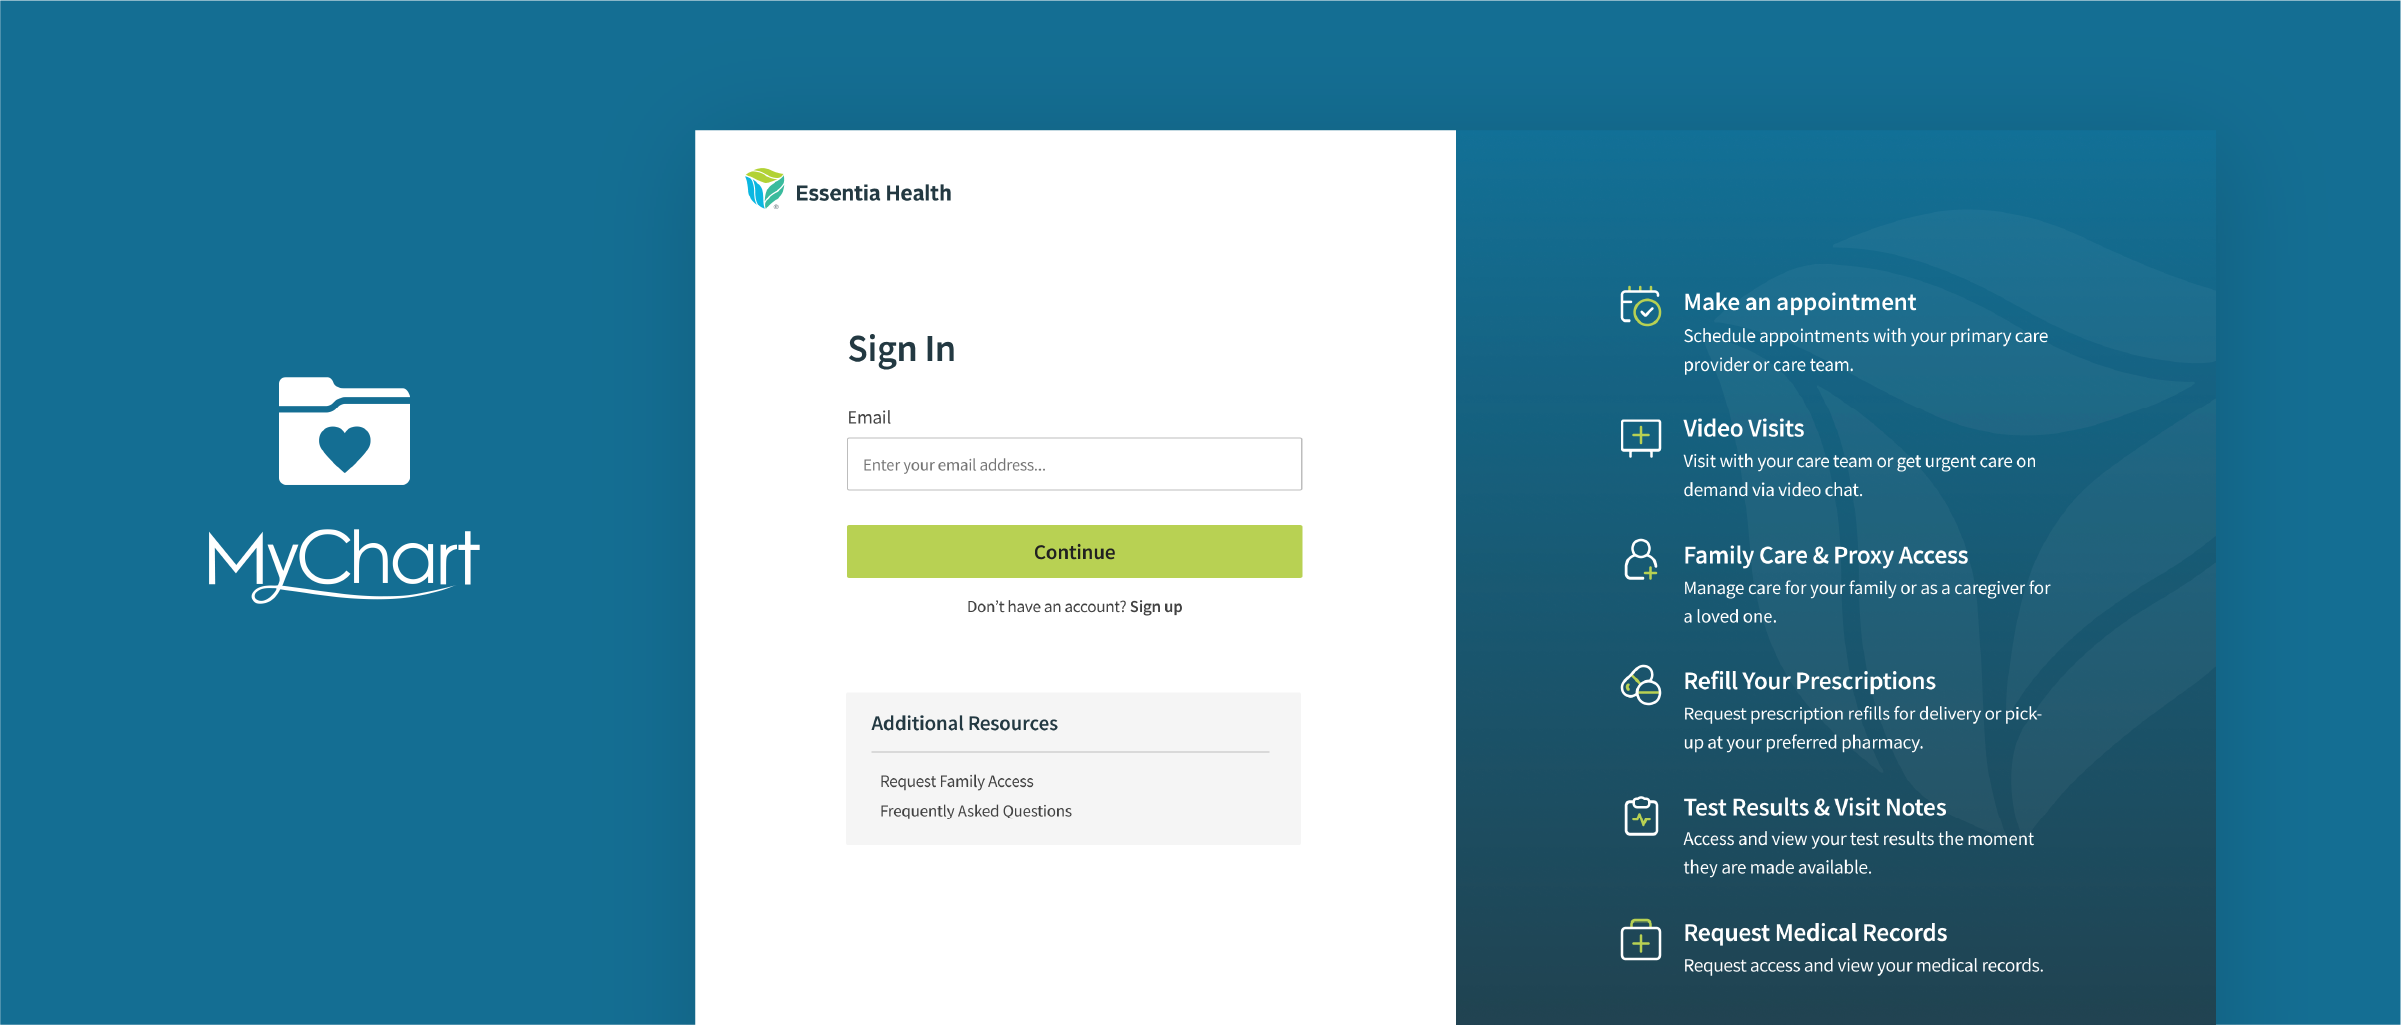 MyChart
Essentia Health
Sign In
Email
Enter your email address...
Continue
Don't have an account? Sign up
Additional Resources
Request Family Access
Frequently Asked Questions
Make an appointment
Schedule appointments with your primary care
provider or care team.
Video Visits
Visit with your care team or get urgent care on
demand via video chat.
Family Care & Proxy Access
Manage care for your family or as a caregiver for
a loved one.
Refill Your Prescriptions
Request prescription refills for delivery or pick-
up at your preferred pharmacy.
Test Results & Visit Notes
Access and view your test results the moment
they are made available.
Request Medical Records
Request access and view your medical records.